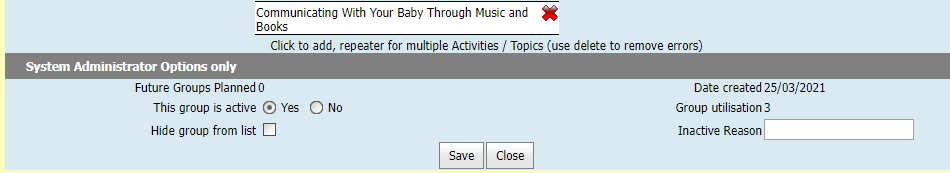 Communicating With Your Baby Through Music and
Books
Click to add, repeater for multiple Activities / Topics (use delete to remove errors)
System Administrator Options only
Future Groups Planned 0 Date created 25/03/2021
This group is active Yes No Group utilisation 3
Hide group from list Inactive Reason
Save Close